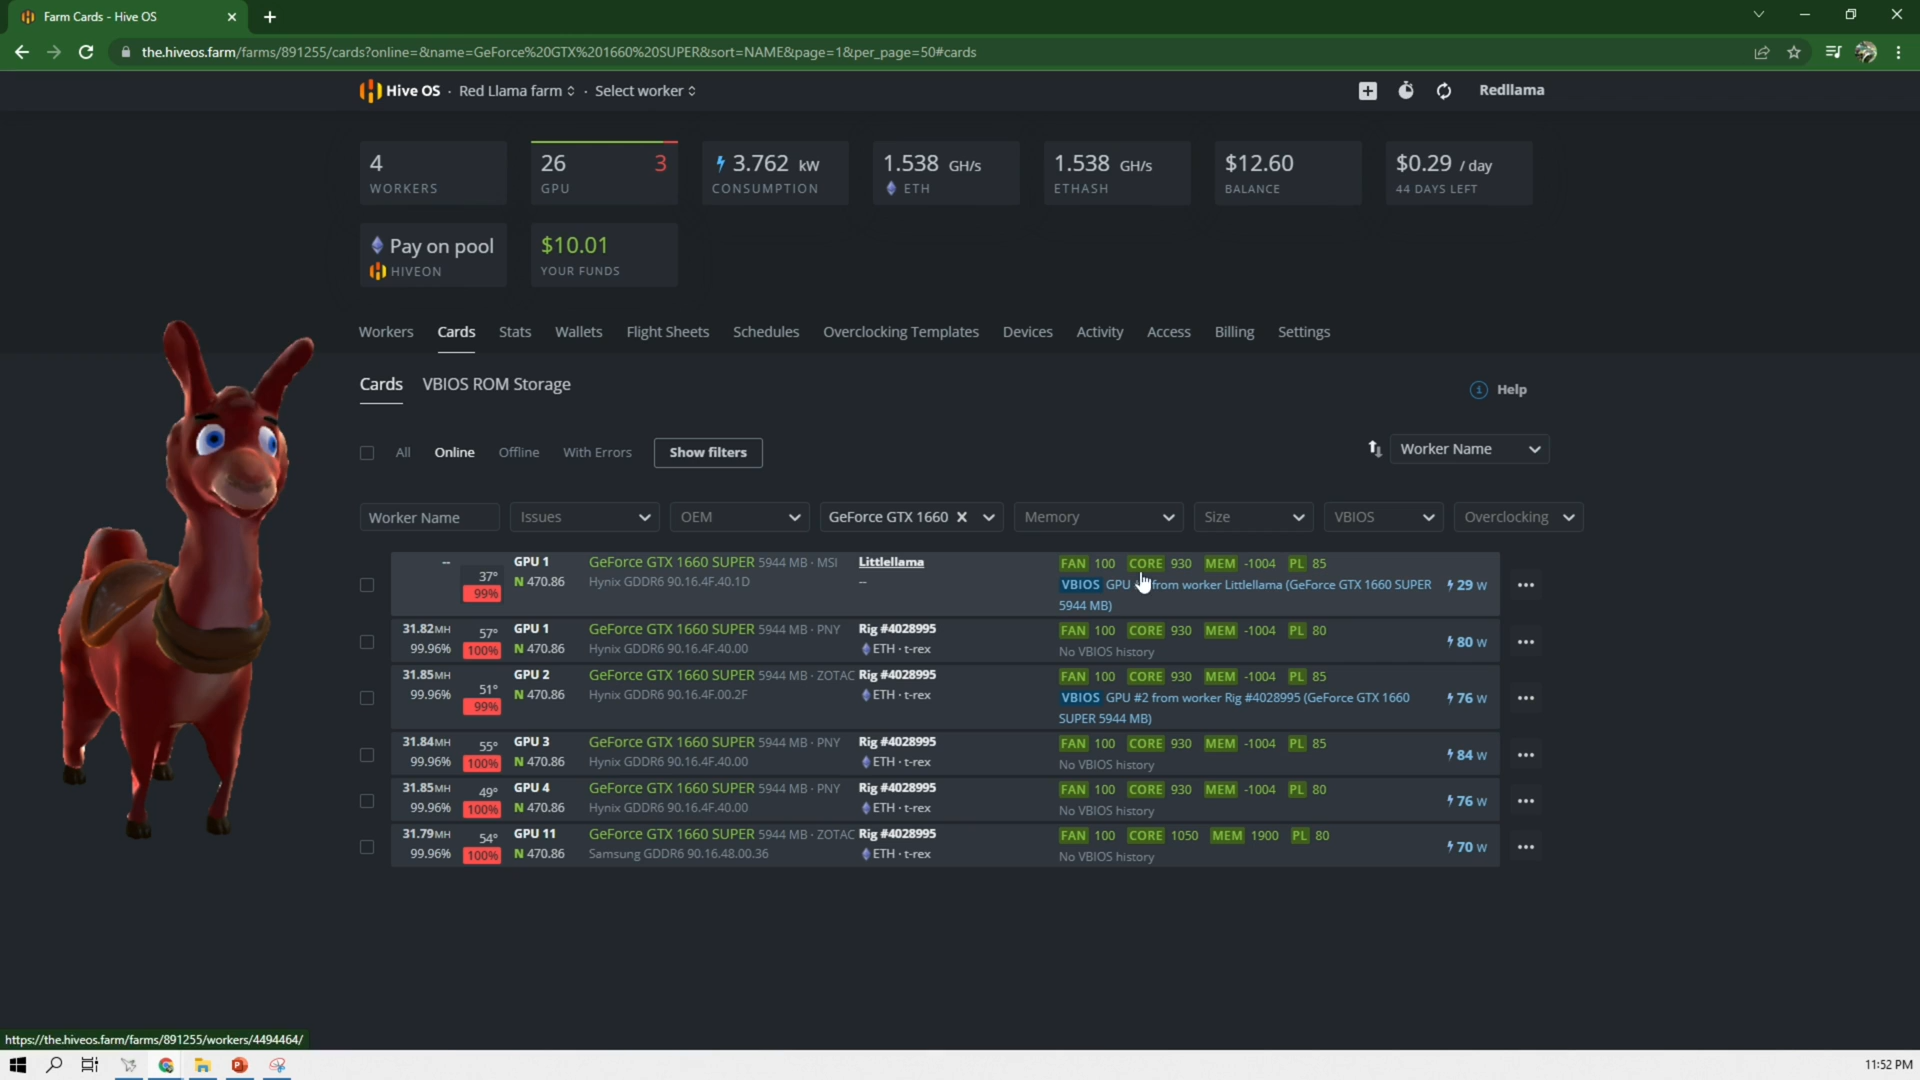 Farm Cards - Hive OS
the.hiveos.farm/farms/891255/cards?online=&name=GeForce%20GTX%201660%20SUPER&sort=NAME&page=1&per_page=50#cards
Hive OS · Red Llama farm · Select worker
Redllama
4 26 3 3.762 kW 1.538 GH/s 1.538 GH/s $12.60 $0.29 / day
WORKERS GPU CONSUMPTION ETH ETHASH BALANCE 44 DAYS LEFT
Pay on pool $10.01
HIVEON YOUR FUNDS
Workers Cards Stats Wallets Flight Sheets Schedules Overclocking Templates Devices Activity Access Billing Settings
Cards VBIOS ROM Storage
Help
All Online Offline With Errors Show filters Worker Name
Worker Name Issues OEM GeForce GTX 1660 Memory Size VBIOS Overclocking
-- GPU 1 GeForce GTX 1660 SUPER 5944 MB · MSI Littlellama FAN 100 CORE 930 MEM -1004 PL 85
37° N 470.86 Hynix GDDR6 90.16.4F.40.1D -- VBIOS GPU from worker Littlellama (GeForce GTX 1660 SUPER 29 W
99% 5944 MB)
31.82MH 57° GPU 1 GeForce GTX 1660 SUPER 5944 MB · PNY Rig #4028995 FAN 100 CORE 930 MEM -1004 PL 80
99.96% 100% N 470.86 Hynix GDDR6 90.16.4F.40.00 ETH · t-rex No VBIOS history 80 W
31.85MH 51° GPU 2 GeForce GTX 1660 SUPER 5944 MB · ZOTAC Rig #4028995 FAN 100 CORE 930 MEM -1004 PL 85
99.96% 99% N 470.86 Hynix GDDR6 90.16.4F.00.2F ETH · t-rex VBIOS GPU #2 from worker Rig #4028995 (GeForce GTX 1660 76 W
SUPER 5944 MB)
31.84MH 55° GPU 3 GeForce GTX 1660 SUPER 5944 MB · PNY Rig #4028995 FAN 100 CORE 930 MEM -1004 PL 85
99.96% 100% N 470.86 Hynix GDDR6 90.16.4F.40.00 ETH · t-rex No VBIOS history 84 W
31.85MH 49° GPU 4 GeForce GTX 1660 SUPER 5944 MB · PNY Rig #4028995 FAN 100 CORE 930 MEM -1004 PL 80
99.96% 100% N 470.86 Hynix GDDR6 90.16.4F.40.00 ETH · t-rex No VBIOS history 76 W
31.79MH 54° GPU 11 GeForce GTX 1660 SUPER 5944 MB · ZOTAC Rig #4028995 FAN 100 CORE 1050 MEM 1900 PL 80
99.96% 100% N 470.86 Samsung GDDR6 90.16.48.00.36 ETH · t-rex No VBIOS history 70 W
https://the.hiveos.farm/farms/891255/workers/4494464/
11:52 PM